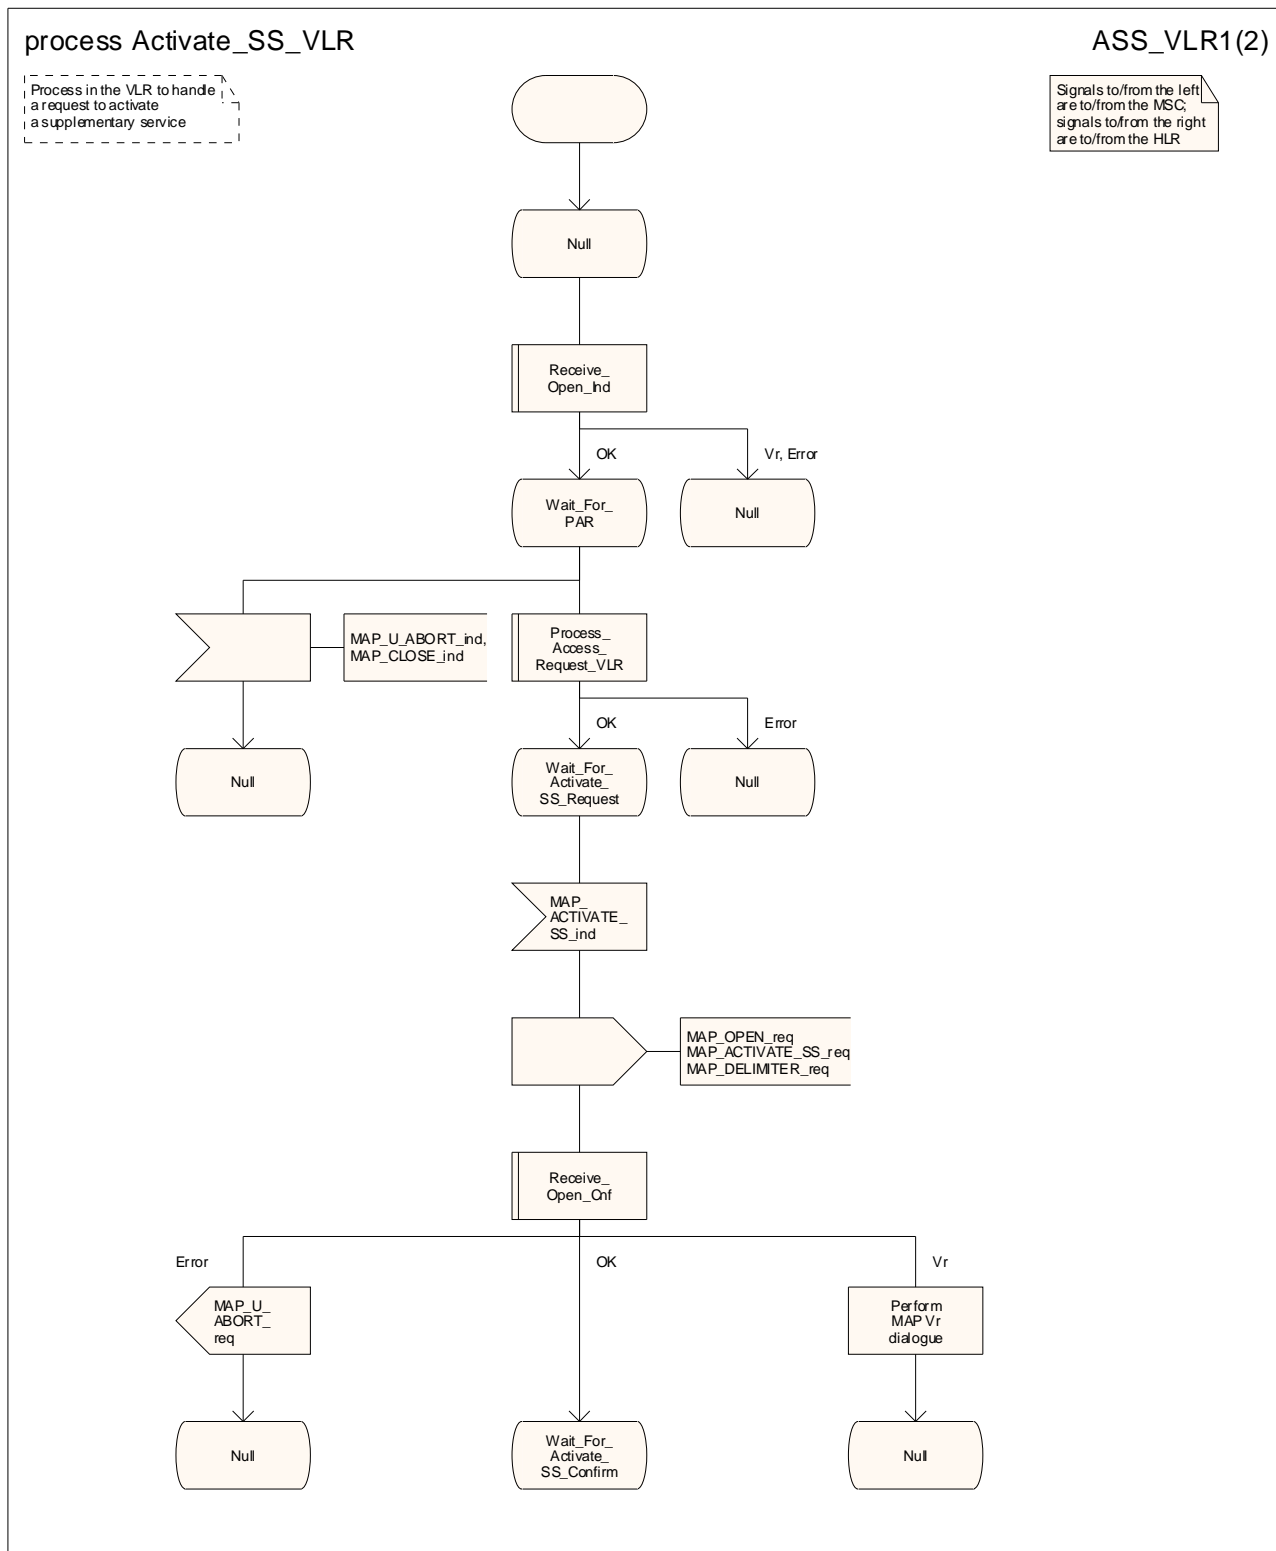 process Activate_SS_VLR
ASS_VLR1(2)
Process in the VLR to handle
a request to activate
a supplementary service
Signals to/from the left
are to/from the MSC;
signals to/from the right
are to/from the HLR
Null
Receive_
Open_Ind
OK
Vr, Error
Wait_For_
PAR
Null
MAP_U_ABORT_ind,
MAP_CLOSE_ind
Process_
Access_
Request_VLR
OK
Error
Null
Wait_For_
Activate_
SS_Request
Null
MAP_
ACTIVATE_
SS_ind
MAP_OPEN_req
MAP_ACTIVATE_SS_req
MAP_DELIMITER_req
Receive_
Open_Cnf
Error
OK
Vr
MAP_U_
ABORT_
req
Perform
MAP Vr
dialogue
Null
Wait_For_
Activate_
SS_Confirm
Null